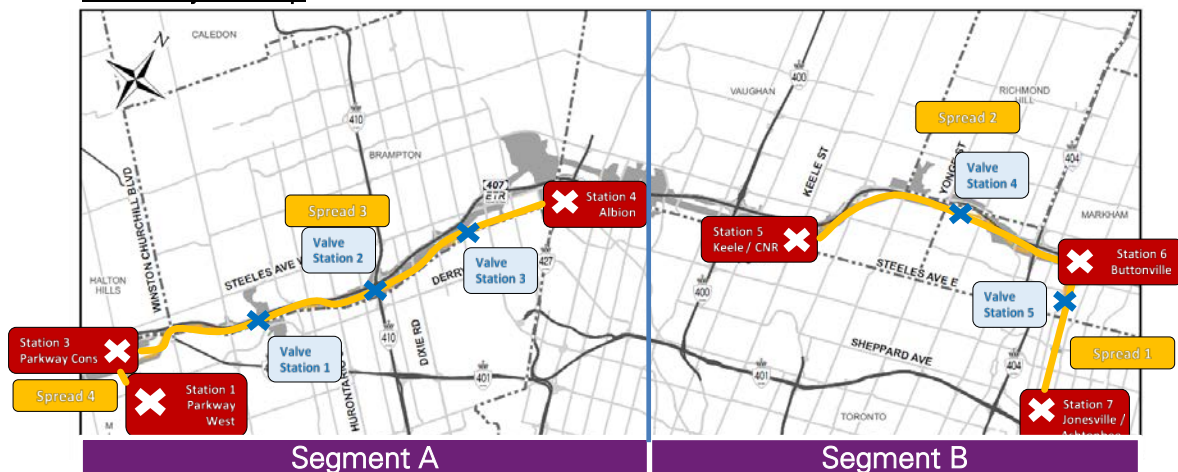 N
CALEDON
410
BRAMPTON
407
ETR
Station 4
Albion
Spread 3
Valve
Station 2
WINSTON CHURCHILL BLVD
STEELES AVE
Valve
Station 3
DERRY
427
HALTON
HILLS
Station 3
Parkway Cons
Valve
Station 1
HURONTARIO
DIXIE RD
410
401
Spread 4
Station 1
Parkway
West
M
Segment A
400
VAUGHAN
RICHMOND
HILL
Spread 2
404
KEELE ST
YONGE ST
Valve
Station 4
MARKHAM
Station 5
Keele / CNR
STEELES AVE E
Station 6
Buttonville
Valve
Station 5
400
SHEPPARD AVE
Spread 1
401
404
TORONTO
Station 7
Jonesville /
Segment B